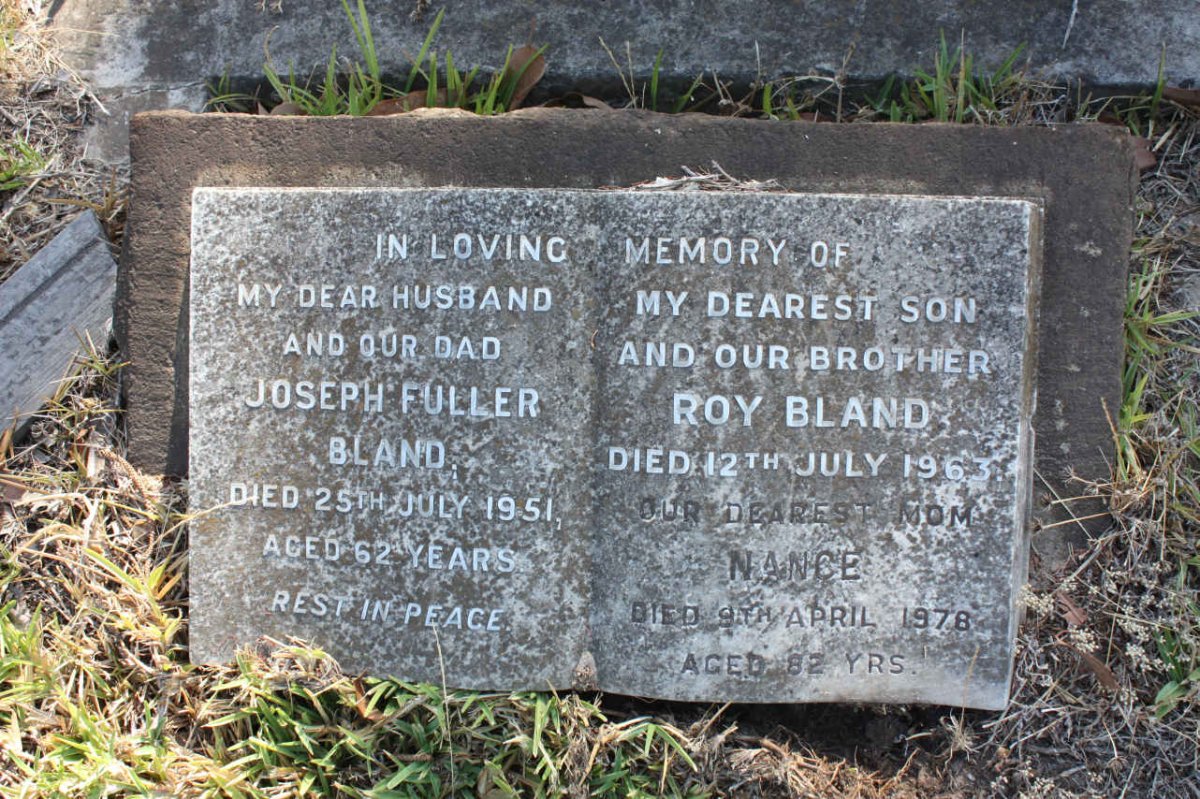 IN LOVING MEMORY OF
MY DEAR HUSBAND
AND OUR DAD
JOSEPH FULLER
BLAND,
DIED 25TH JULY 1951,
AGED 62 YEARS.
REST IN PEACE.
MY DEAREST SON
AND OUR BROTHER
ROY BLAND
DIED 12TH JULY 1963.
OUR DEAREST MOM
NANCE
DIED 9TH APRIL 1978
AGED 82 YRS.